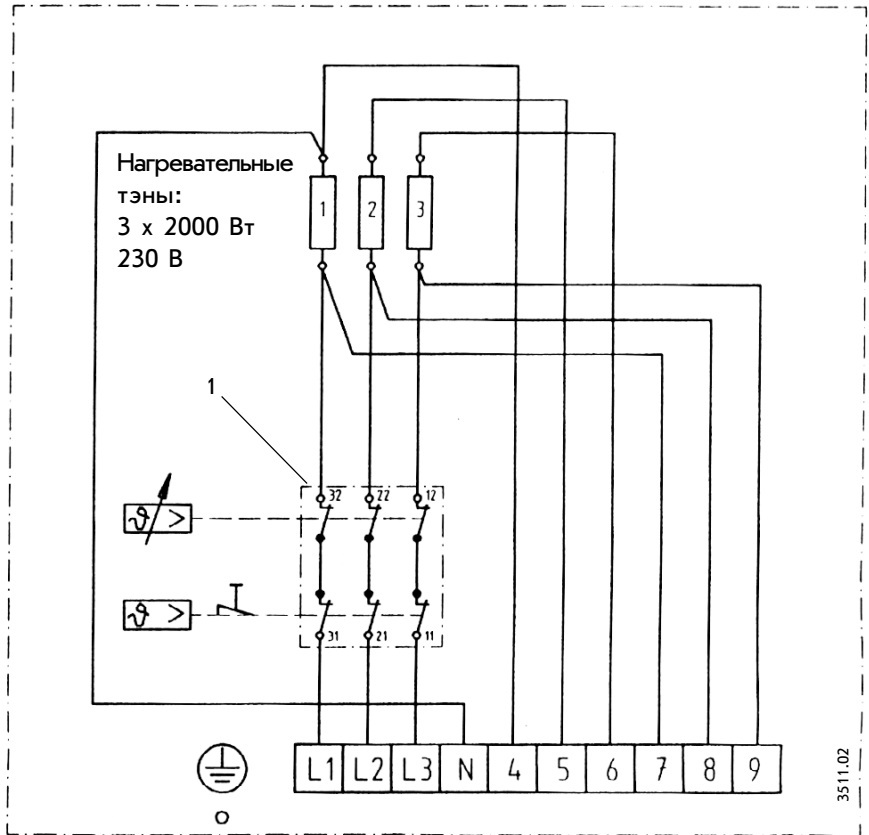 Нагревательные
тэны:
3 x 2000 Вт
230 В
1 2 3
1
32 22 12
ϑ >
ϑ >
31 21 11
L1 L2 L3 N 4 5 6 7 8 9
3511.02